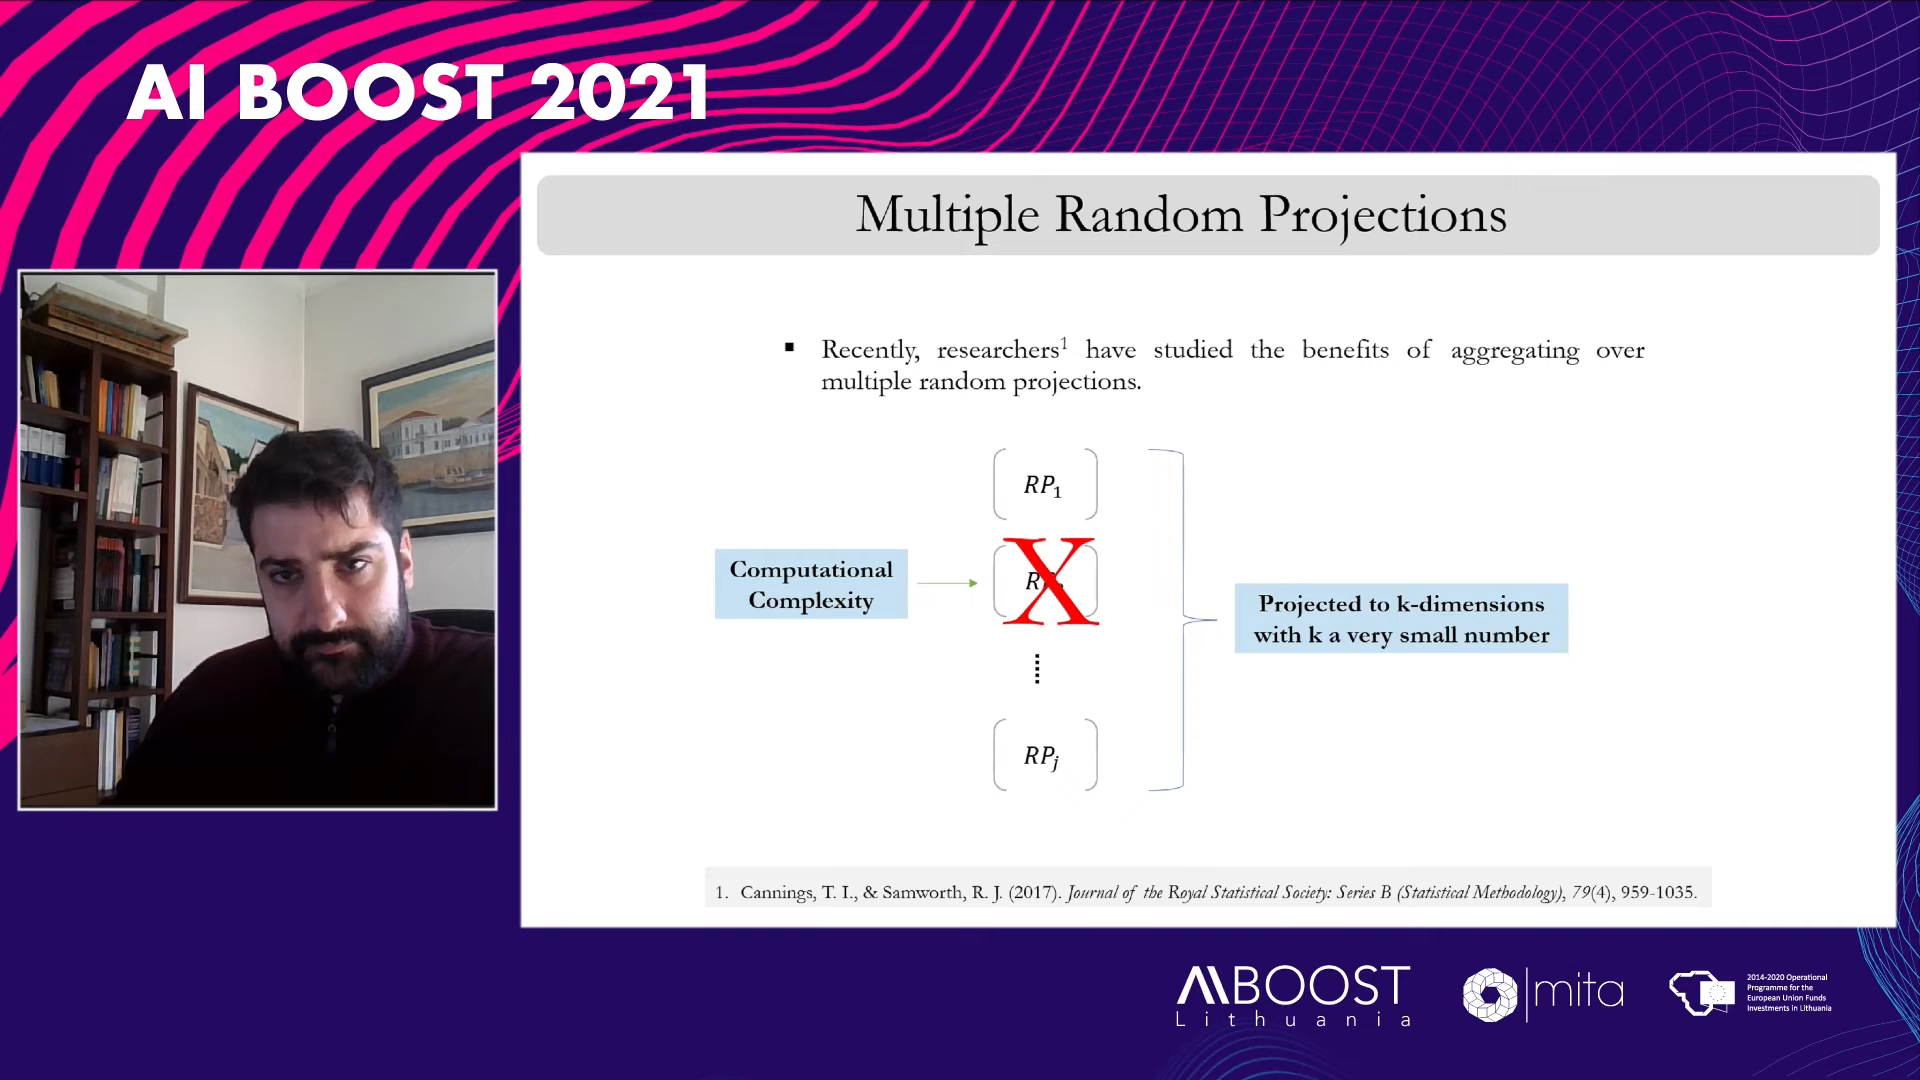 AI BOOST 2021
Multiple Random Projections
▪ Recently, researchers¹ have studied the benefits of aggregating over
multiple random projections.
RP₁
Computational
Complexity
X
Projected to k-dimensions
with k a very small number
RPⱼ
1. Cannings, T. I., & Samworth, R. J. (2017). Journal of the Royal Statistical Society: Series B (Statistical Methodology), 79(4), 959-1035.
AIBOOST
Lithuania
mita
2014-2020 Operational
Programme for the
European Union Funds
Investments in Lithuania